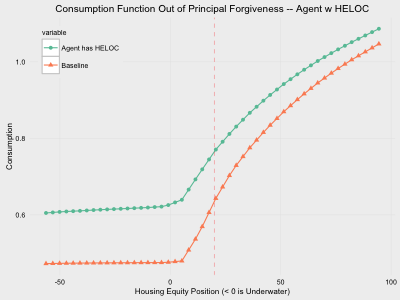 Consumption Function Out of Principal Forgiveness -- Agent w HELOC
variable
Agent has HELOC
Baseline
Consumption
1.0
0.8
0.6
-50
0
50
100
Housing Equity Position (< 0 is Underwater)